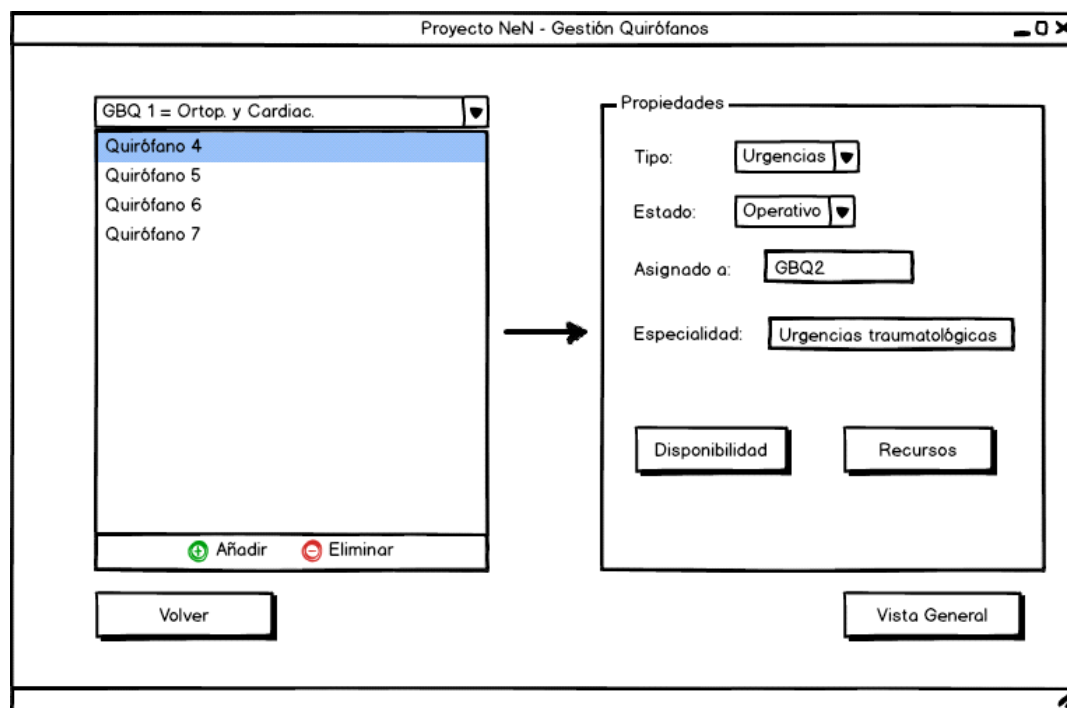 Proyecto NeN - Gestión Quirófanos
GBQ 1 = Ortop. y Cardiac.
Quirófano 4
Quirófano 5
Quirófano 6
Quirófano 7
Añadir Eliminar
Volver
Propiedades
Tipo: Urgencias
Estado: Operativo
Asignado a: GBQ2
Especialidad: Urgencias traumatológicas
Disponibilidad Recursos
Vista General